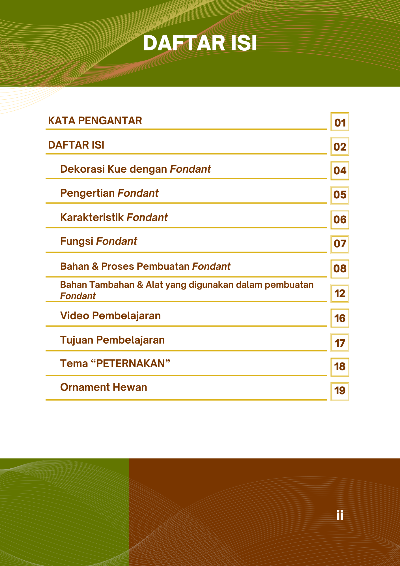 DAFTAR ISI
KATA PENGANTAR 01
DAFTAR ISI 02
Dekorasi Kue dengan Fondant 04
Pengertian Fondant 05
Karakteristik Fondant 06
Fungsi Fondant 07
Bahan & Proses Pembuatan Fondant 08
Bahan Tambahan & Alat yang digunakan dalam pembuatan
Fondant 12
Video Pembelajaran 16
Tujuan Pembelajaran 17
Tema “PETERNAKAN” 18
Ornament Hewan 19
ii